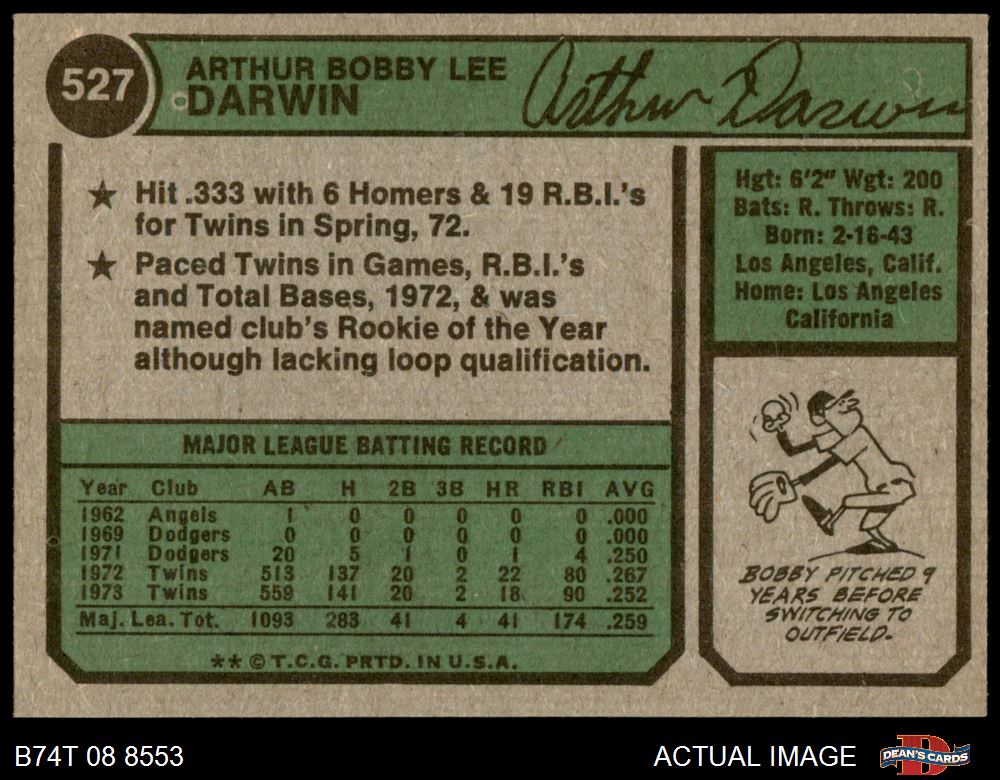 527
ARTHUR BOBBY LEE
DARWIN
Arthur Darwin
★ Hit .333 with 6 Homers & 19 R.B.I.'s
for Twins in Spring, 72.
★ Paced Twins in Games, R.B.I.'s
and Total Bases, 1972, & was
named club's Rookie of the Year
although lacking loop qualification.
Hgt: 6'2" Wgt: 200
Bats: R. Throws: R.
Born: 2-16-43
Los Angeles, Calif.
Home: Los Angeles
California
MAJOR LEAGUE BATTING RECORD
Year Club AB H 2B 3B HR RBI AVG
1962 Angels 1 0 0 0 0 0 .000
1969 Dodgers 0 0 0 0 0 0 .000
1971 Dodgers 20 5 1 0 1 4 .250
1972 Twins 513 137 20 2 22 80 .267
1973 Twins 559 141 20 2 18 90 .252
Maj. Lea. Tot. 1093 283 41 4 41 174 .259
** © T.C.G. PRTD. IN U.S.A.
BOBBY PITCHED 9
YEARS BEFORE
SWITCHING TO
OUTFIELD.
B74T 08 8553
ACTUAL IMAGE
DEAN'S CARDS